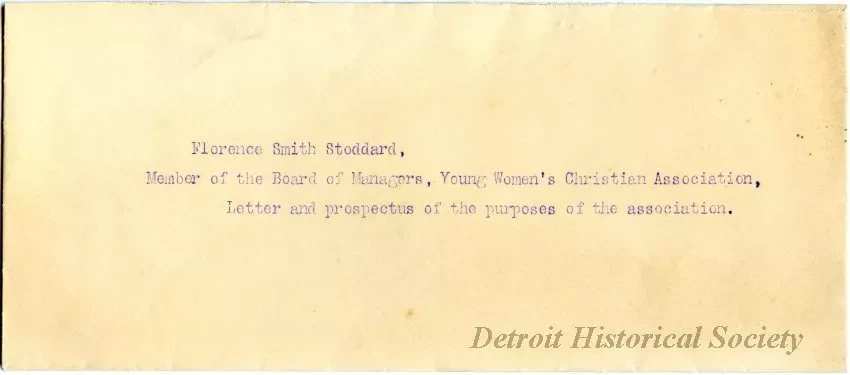 Florence Smith Stoddard,
Member of the Board of Managers, Young Women's Christian Association,
Letter and prospectus of the purposes of the association.
Detroit Historical Society